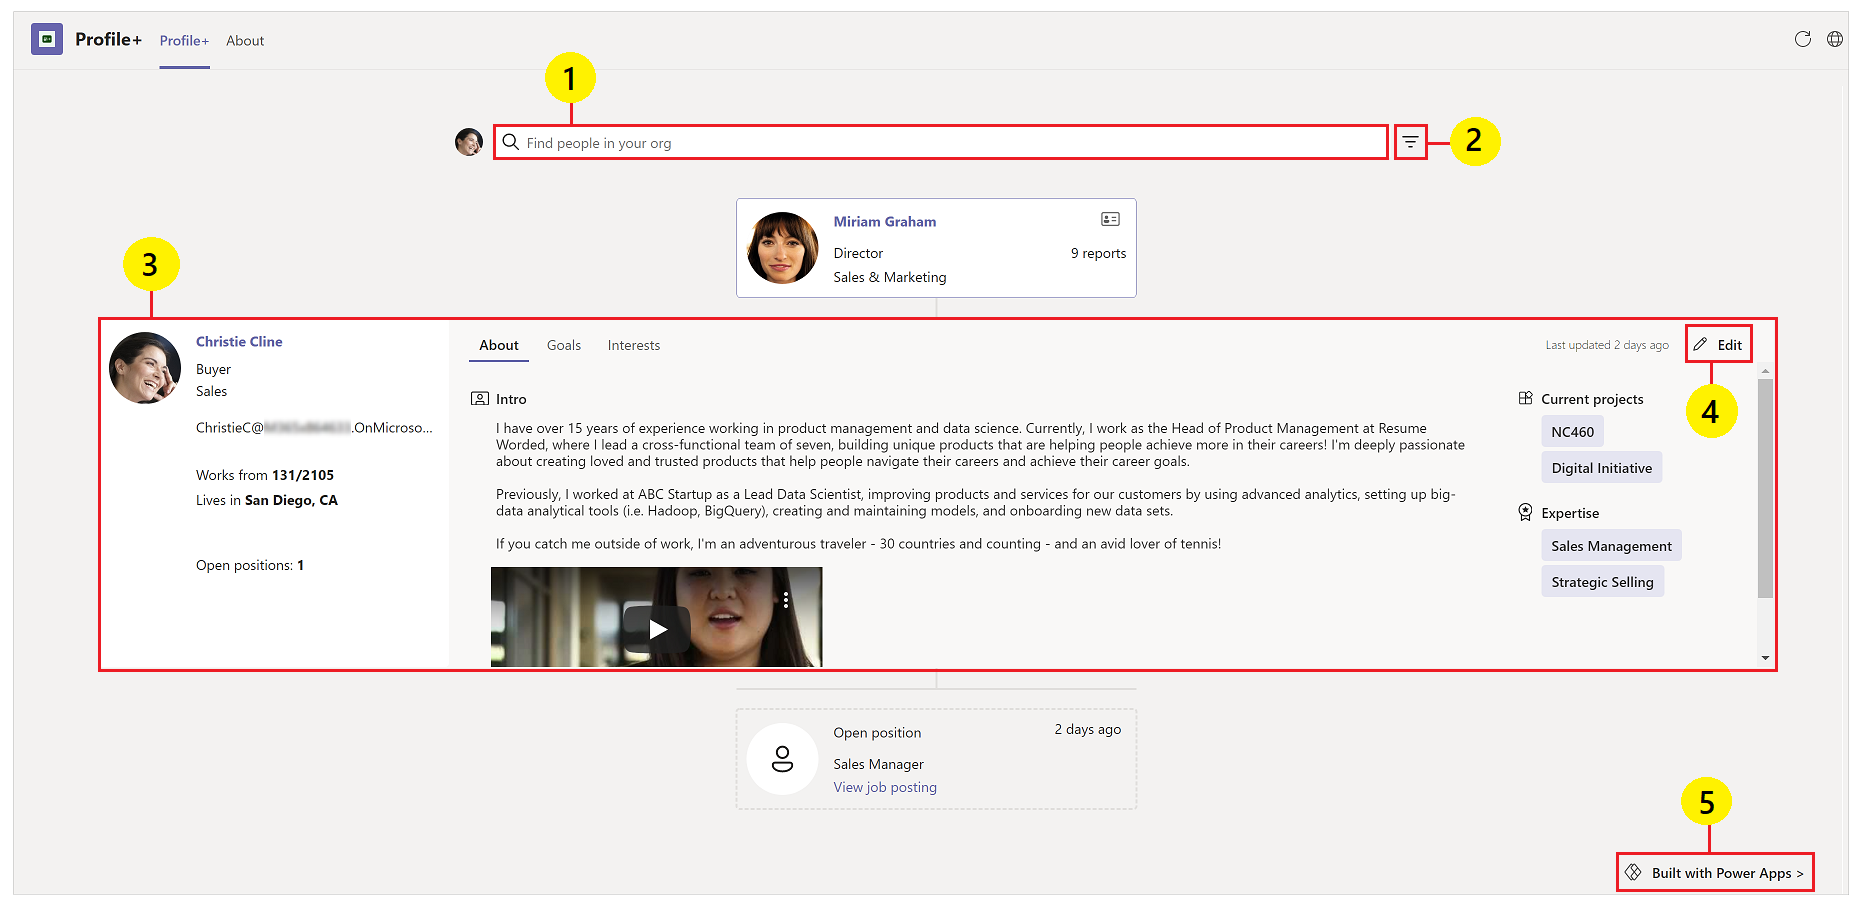 Profile+ Profile+ About
1
Find people in your org
2
Miriam Graham
Director
9 reports
Sales & Marketing
3
Christie Cline
Buyer
Sales
ChristieC@ .OnMicroso...
Works from 131/2105
Lives in San Diego, CA
Open positions: 1
About Goals Interests
Last updated 2 days ago
Edit
4
Intro
I have over 15 years of experience working in product management and data science. Currently, I work as the Head of Product Management at Resume
Worded, where I lead a cross-functional team of seven, building unique products that are helping people achieve more in their careers! I'm deeply passionate
about creating loved and trusted products that help people navigate their careers and achieve their career goals.
Previously, I worked at ABC Startup as a Lead Data Scientist, improving products and services for our customers by using advanced analytics, setting up big-
data analytical tools (i.e. Hadoop, BigQuery), creating and maintaining models, and onboarding new data sets.
If you catch me outside of work, I'm an adventurous traveler - 30 countries and counting - and an avid lover of tennis!
Current projects
NC460
Digital Initiative
Expertise
Sales Management
Strategic Selling
Open position
2 days ago
Sales Manager
View job posting
5
Built with Power Apps >